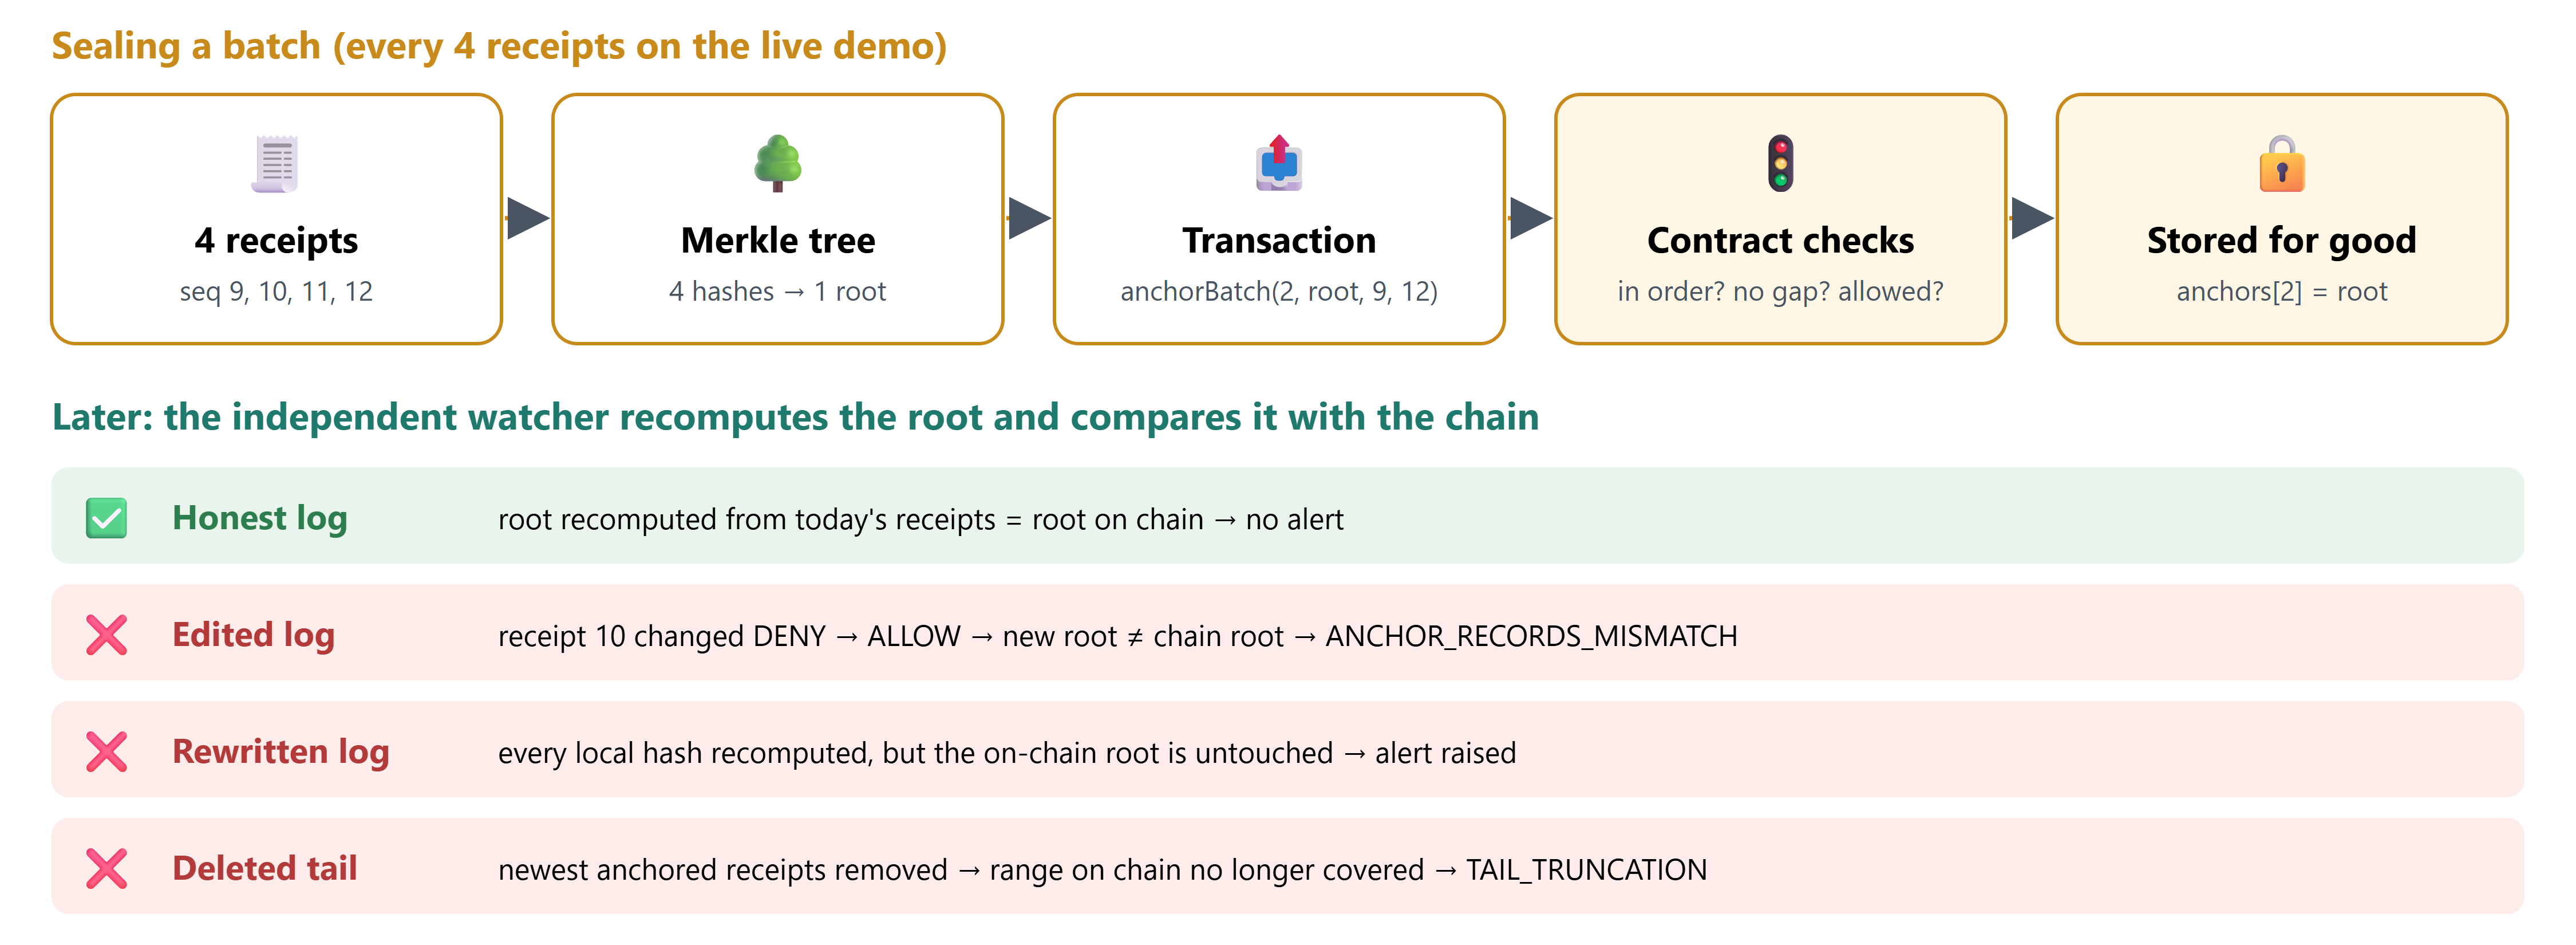 Sealing a batch (every 4 receipts on the live demo)
4 receipts
seq 9, 10, 11, 12
Merkle tree
4 hashes → 1 root
Transaction
anchorBatch(2, root, 9, 12)
Contract checks
in order? no gap? allowed?
Stored for good
anchors[2] = root
Later: the independent watcher recomputes the root and compares it with the chain
Honest log
root recomputed from today's receipts = root on chain → no alert
Edited log
receipt 10 changed DENY → ALLOW → new root ≠ chain root → ANCHOR_RECORDS_MISMATCH
Rewritten log
every local hash recomputed, but the on-chain root is untouched → alert raised
Deleted tail
newest anchored receipts removed → range on chain no longer covered → TAIL_TRUNCATION